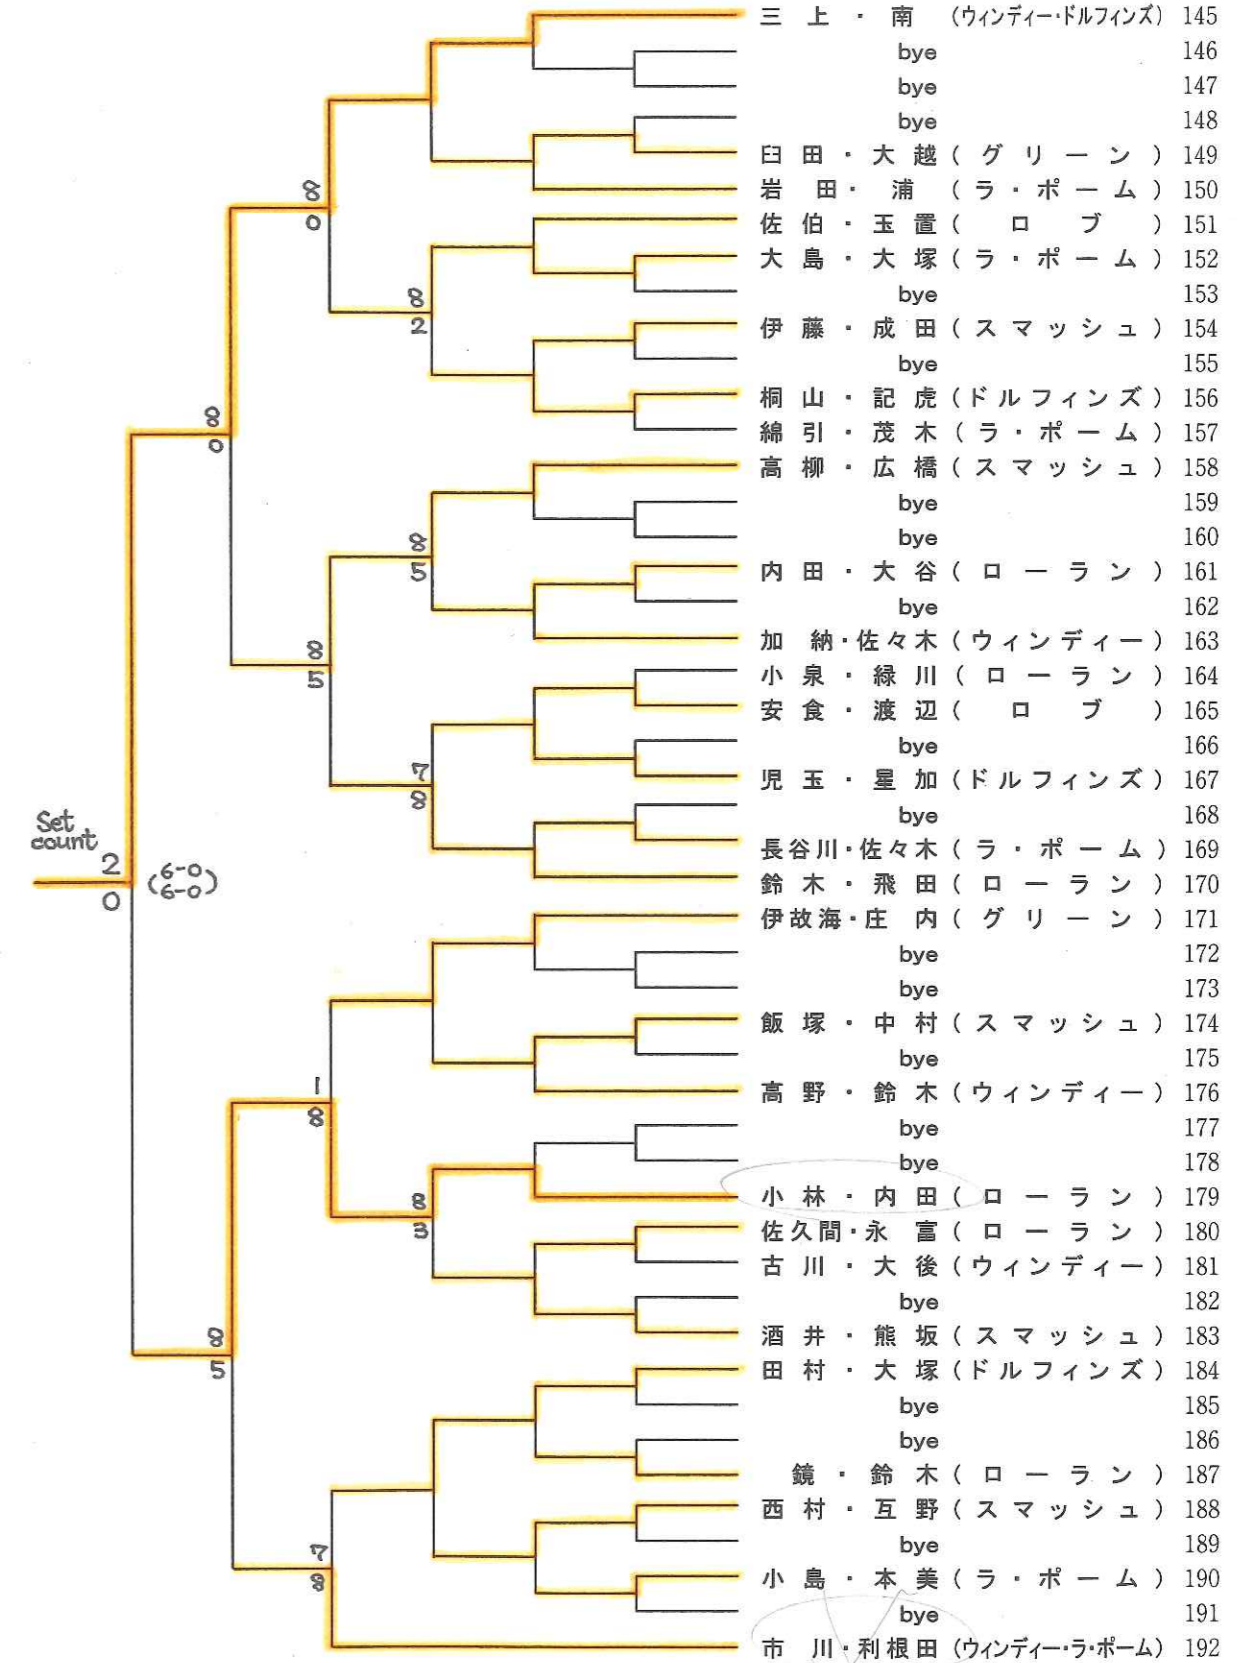 三上・南 (ウィンディー・ドルフィンズ) 145
bye 146
bye 147
bye 148
臼田・大越 (グリーン) 149
岩田・浦 (ラ・ポーム) 150
8
0
佐伯・玉置 (ロブ) 151
大島・大塚 (ラ・ポーム) 152
bye 153
8
2
伊藤・成田 (スマッシュ) 154
bye 155
桐山・記虎 (ドルフィンズ) 156
8
0
綿引・茂木 (ラ・ポーム) 157
高柳・広橋 (スマッシュ) 158
bye 159
bye 160
8
5
内田・大谷 (ローラン) 161
bye 162
加納・佐々木 (ウィンディー) 163
8
5
小泉・緑川 (ローラン) 164
安食・渡辺 (ロブ) 165
bye 166
児玉・星加 (ドルフィンズ) 167
7
8
bye 168
長谷川・佐々木 (ラ・ポーム) 169
Set
count
2
0
(6-0
6-0)
鈴木・飛田 (ローラン) 170
伊故海・庄内 (グリーン) 171
bye 172
bye 173
飯塚・中村 (スマッシュ) 174
bye 175
高野・鈴木 (ウィンディー) 176
1
8
bye 177
bye 178
小林・内田 (ローラン) 179
8
3
佐久間・永富 (ローラン) 180
古川・大後 (ウィンディー) 181
bye 182
酒井・熊坂 (スマッシュ) 183
8
5
田村・大塚 (ドルフィンズ) 184
bye 185
bye 186
鏡・鈴木 (ローラン) 187
西村・互野 (スマッシュ) 188
bye 189
7
8
小島・本美 (ラ・ポーム) 190
bye 191
市川・利根田 (ウィンディー・ラ・ポーム) 192